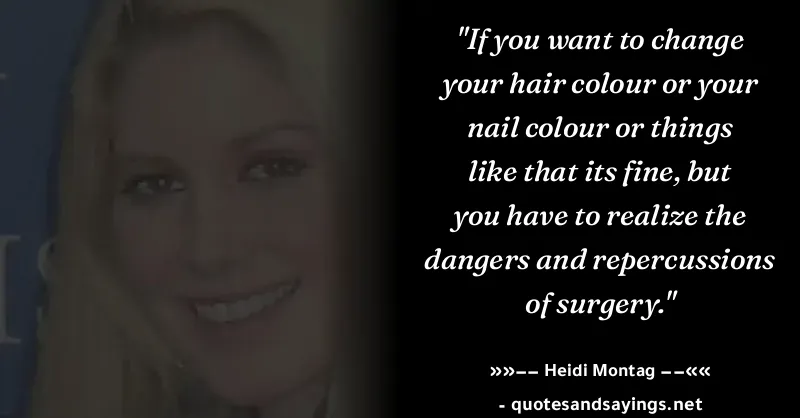 "If you want to change
your hair colour or your
nail colour or things
like that its fine, but
you have to realize the
dangers and repercussions
of surgery."
»»–– Heidi Montag ––««
- quotesandsayings.net